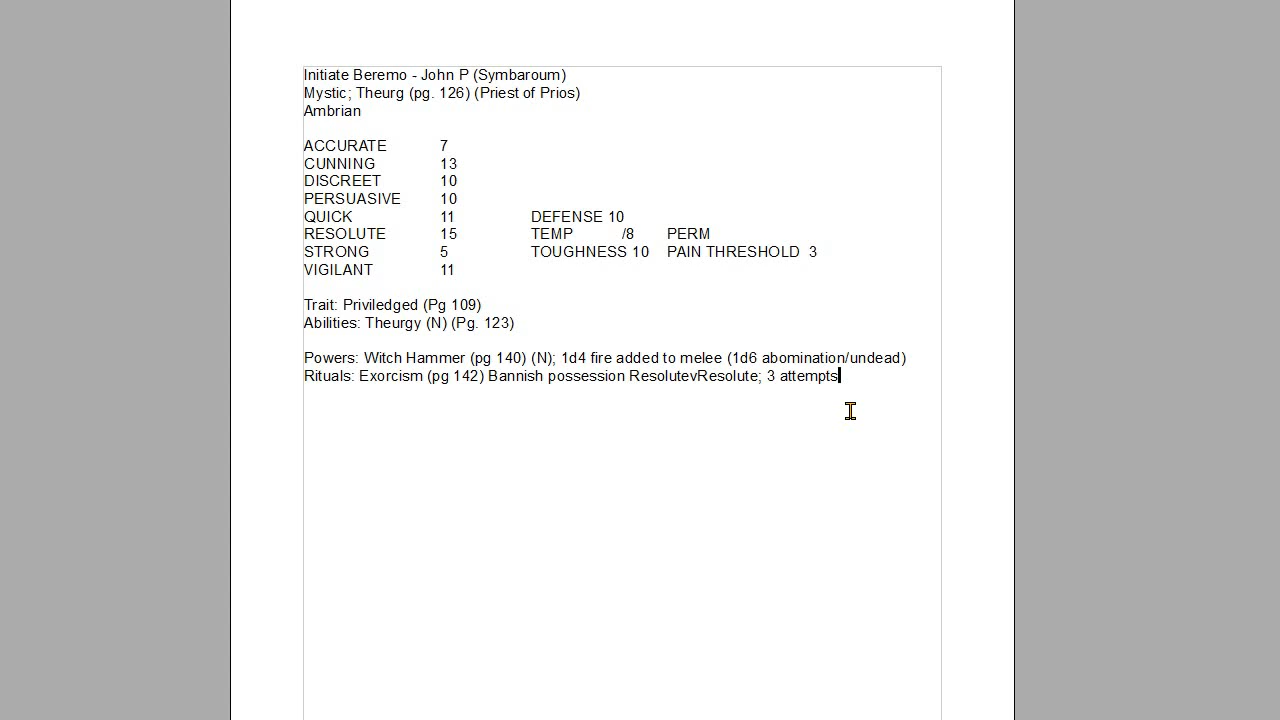 Initiate Beremo - John P (Symbaroum)
Mystic; Theurg (pg. 126) (Priest of Prios)
Ambrian
ACCURATE 7
CUNNING 13
DISCREET 10
PERSUASIVE 10
QUICK 11 DEFENSE 10
RESOLUTE 15 TEMP /8 PERM
STRONG 5 TOUGHNESS 10 PAIN THRESHOLD 3
VIGILANT 11
Trait: Priviledged (Pg 109)
Abilities: Theurgy (N) (Pg. 123)
Powers: Witch Hammer (pg 140) (N); 1d4 fire added to melee (1d6 abomination/undead)
Rituals: Exorcism (pg 142) Bannish possession ResolutevResolute; 3 attempts